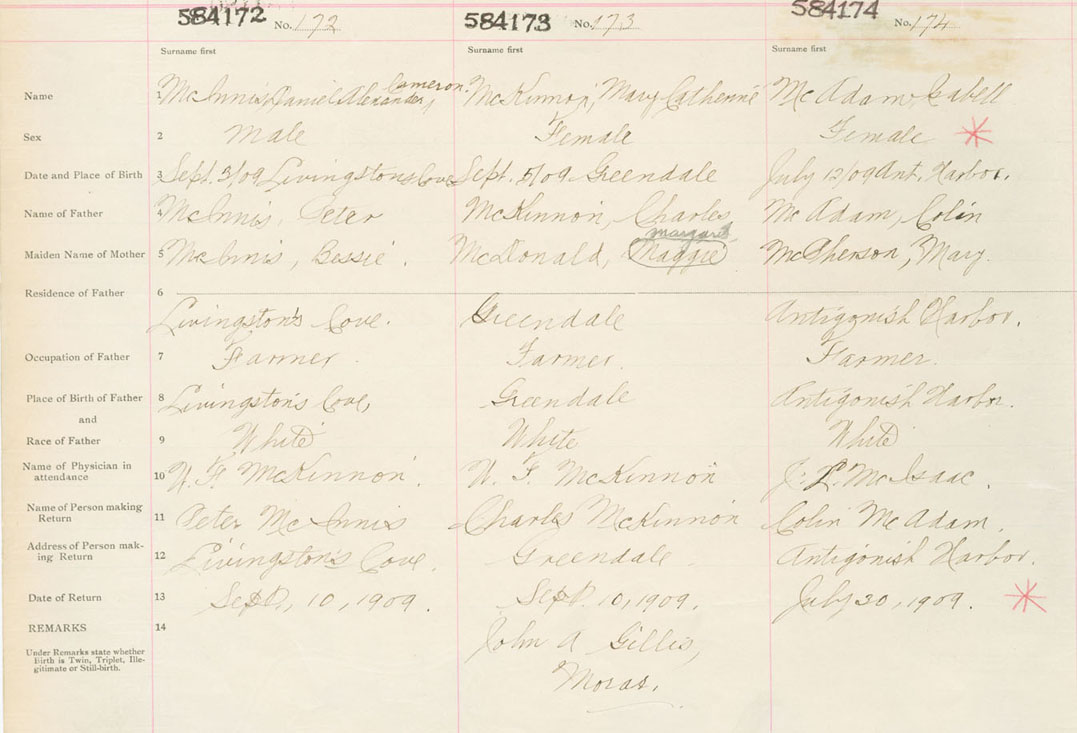 584172 No. 172 584173 No. 173 584174 No. 174
Surname first Surname first Surname first
Cameron
Name 1 McInnis, Daniel Alexander, McKinnon, Mary Catherine McAdam, Isabell
Sex 2 Male Female Female *
Date and Place of Birth 3 Sept. 3/09 Livingstons Cove Sept. 5/09 Greendale July 12/09 Ant. Harbor.
Name of Father 4 McInnis, Peter McKinnon, Charles McAdam, Colin
Margaret
Maiden Name of Mother 5 McInnis, Bessie. McDonald, Maggie McPherson, Mary.
Residence of Father 6
Livingston's Cove. Greendale Antigonish Harbor.
Occupation of Father 7 Farmer. Farmer. Farmer.
Place of Birth of Father 8 Livingston's Cove, Greendale Antigonish Harbor.
and
Race of Father 9 White White White
Name of Physician in
attendance 10 W. F. McKinnon. W. F. McKinnon J. L. McIsaac.
Name of Person making
Return 11 Peter McInnis Charles McKinnon Colin McAdam.
Address of Person mak-
ing Return 12 Livingston's Cove. Greendale Antigonish Harbor.
Date of Return 13 Sept, 10, 1909. Sept. 10, 1909. July 30, 1909. *
REMARKS 14
John A Gillis,
Under Remarks state whether
Birth is Twin, Triplet, Ille-
gitimate or Still-birth.